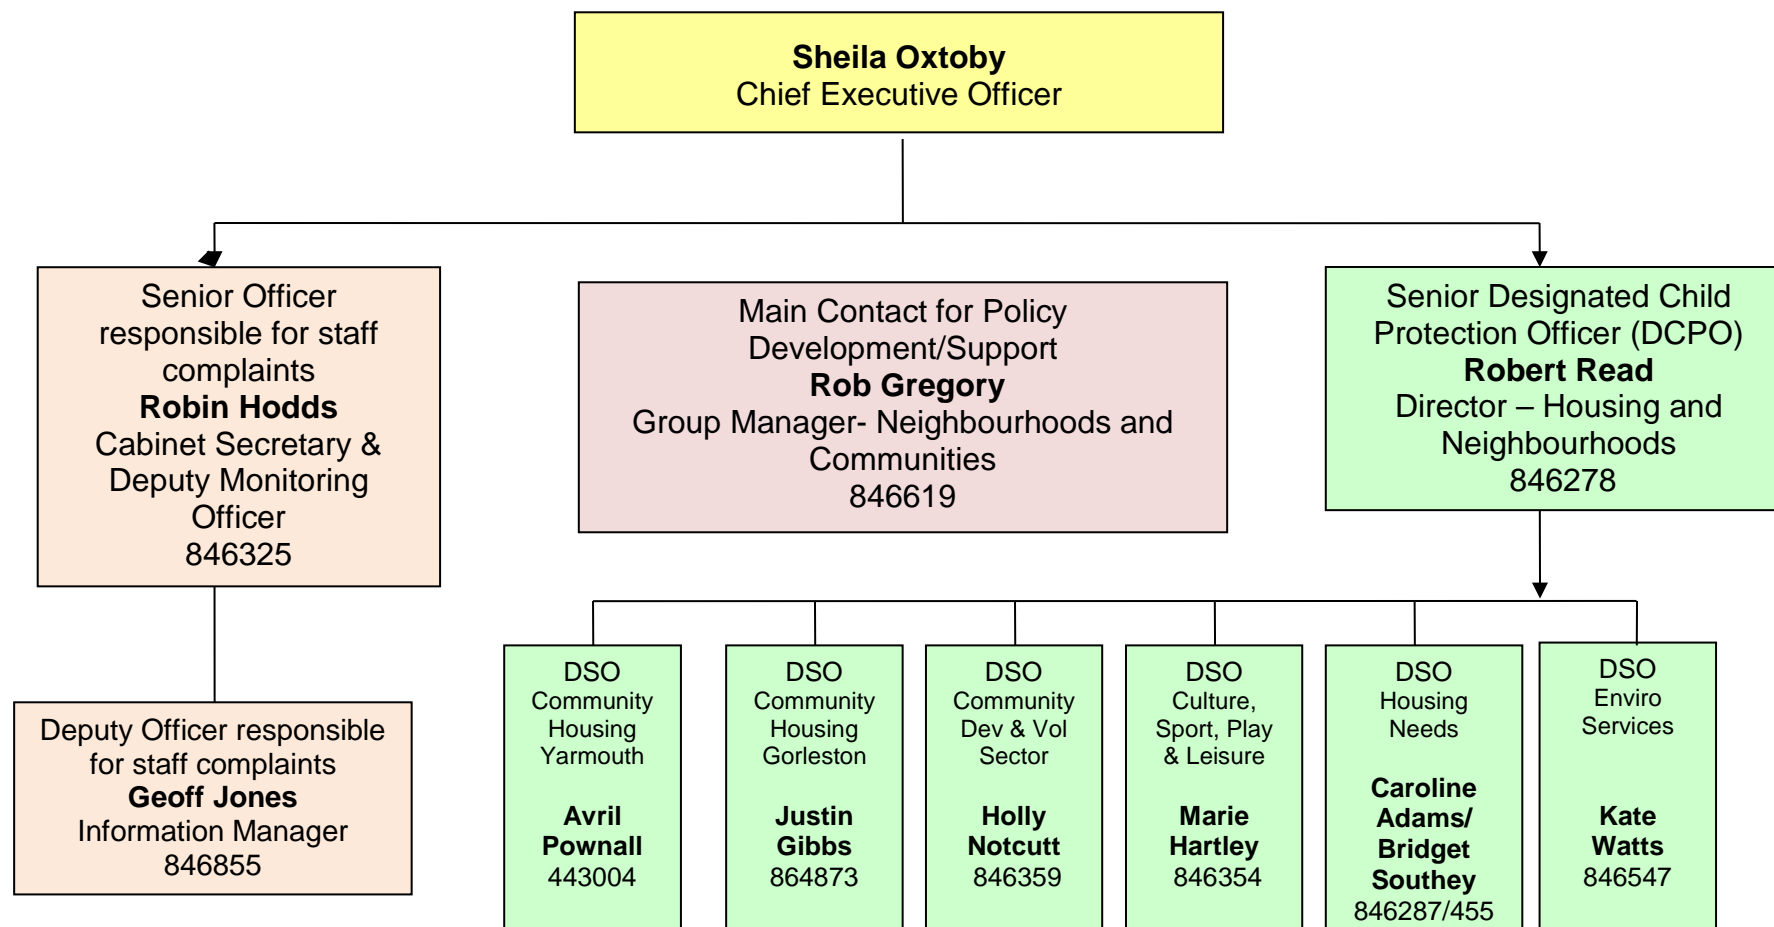 Sheila Oxtoby
Chief Executive Officer
Senior Officer
responsible for staff
complaints
Robin Hodds
Cabinet Secretary &
Deputy Monitoring
Officer
846325
Main Contact for Policy
Development/Support
Rob Gregory
Group Manager- Neighbourhoods and
Communities
846619
Senior Designated Child
Protection Officer (DCPO)
Robert Read
Director – Housing and
Neighbourhoods
846278
Deputy Officer responsible
for staff complaints
Geoff Jones
Information Manager
846855
DSO
Community
Housing
Yarmouth
Avril
Pownall
443004
DSO
Community
Housing
Gorleston
Justin
Gibbs
864873
DSO
Community
Dev & Vol
Sector
Holly
Notcutt
846359
DSO
Culture,
Sport, Play
& Leisure
Marie
Hartley
846354
DSO
Housing
Needs
Caroline
Adams/
Bridget
Southey
846287/455
DSO
Enviro
Services
Kate
Watts
846547